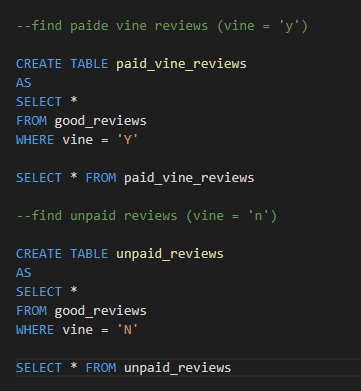 --find paide vine reviews (vine = 'y')
CREATE TABLE paid_vine_reviews
AS
SELECT *
FROM good_reviews
WHERE vine = 'Y'
SELECT * FROM paid_vine_reviews
--find unpaid reviews (vine = 'n')
CREATE TABLE unpaid_reviews
AS
SELECT *
FROM good_reviews
WHERE vine = 'N'
SELECT * FROM unpaid_reviews